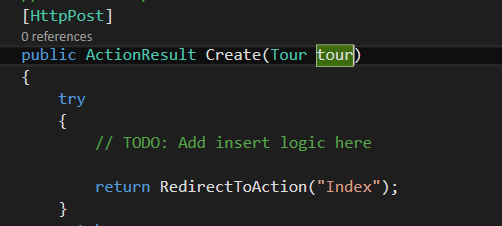 [HttpPost]
0 references
public ActionResult Create(Tour tour)
{
try
{
// TODO: Add insert logic here
return RedirectToAction("Index");
}